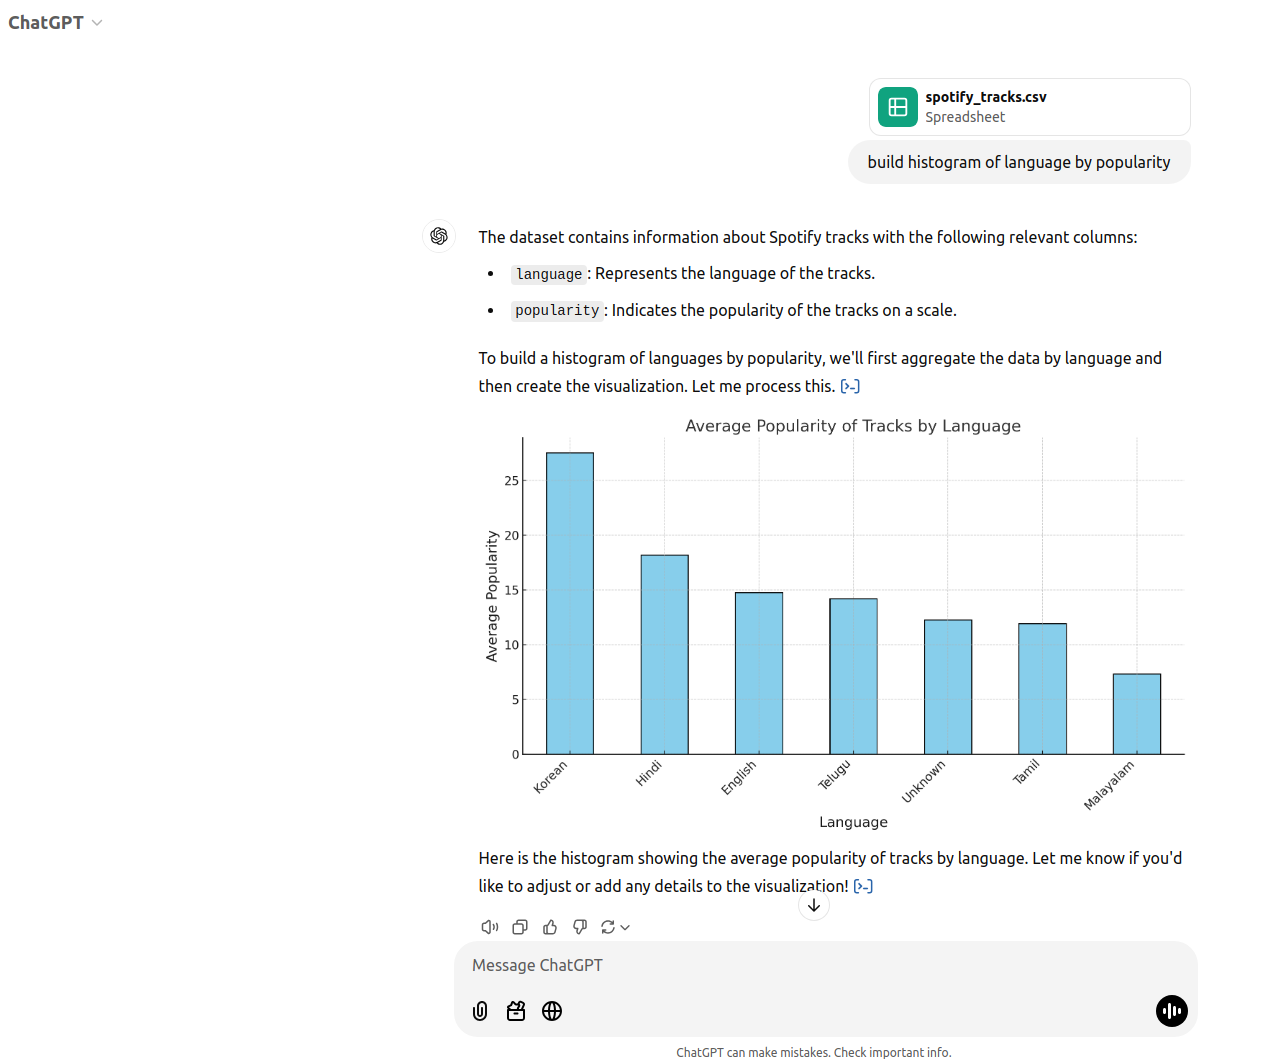 ChatGPT
spotify_tracks.csv
Spreadsheet
build histogram of language by popularity
The dataset contains information about Spotify tracks with the following relevant columns:
• language: Represents the language of the tracks.
• popularity: Indicates the popularity of the tracks on a scale.
To build a histogram of languages by popularity, we'll first aggregate the data by language and
then create the visualization. Let me process this. [>-]
Average Popularity of Tracks by Language
Average Popularity
25
20
15
10
5
0
Korean
Hindi
English
Telugu
Unknown
Tamil
Malayalam
Language
Here is the histogram showing the average popularity of tracks by language. Let me know if you'd
like to adjust or add any details to the visualization! [>-]
Message ChatGPT
ChatGPT can make mistakes. Check important info.